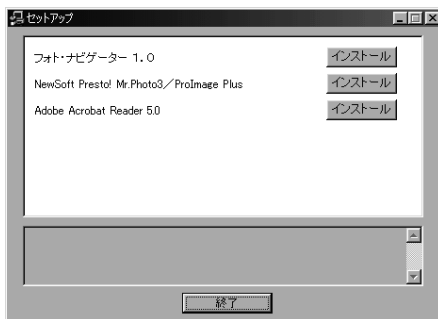 セットアップ
フォト・ナビゲーター 1.0 インストール
NewSoft Presto! Mr.Photo3／ProImage Plus インストール
Adobe Acrobat Reader 5.0 インストール
終了